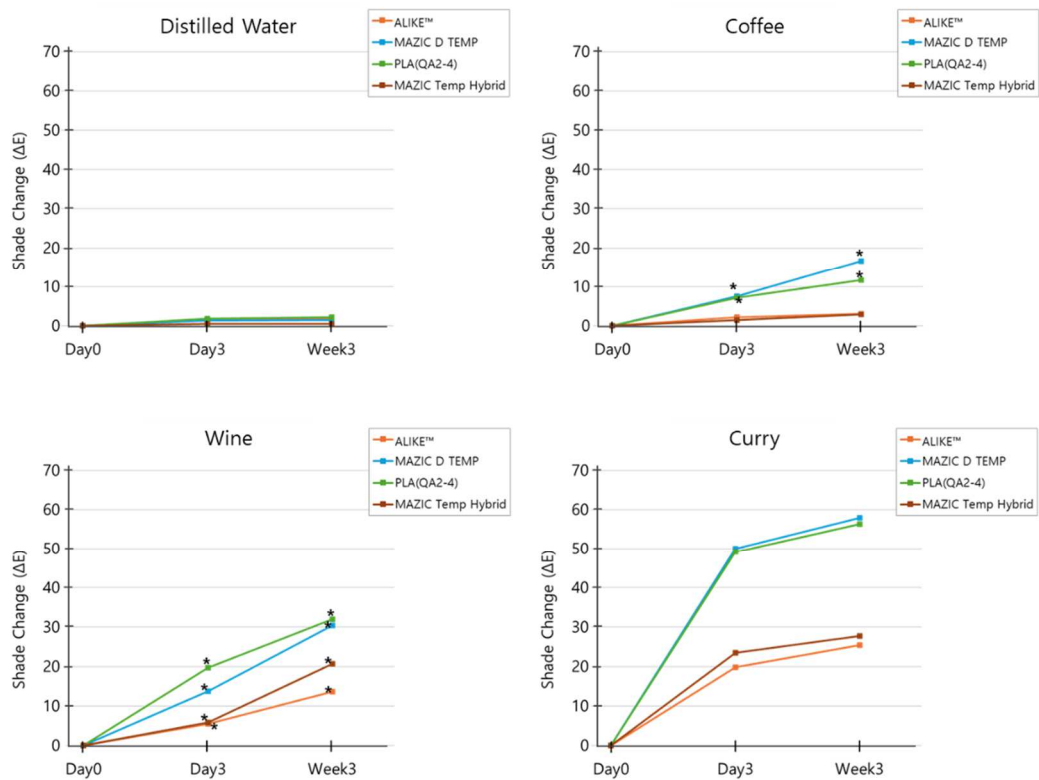 Distilled Water
ALIKE™
MAZIC D TEMP
PLA(QA2-4)
MAZIC Temp Hybrid
Shade Change (ΔE)
70
60
50
40
30
20
10
0
Day0 Day3 Week3
Coffee
ALIKE™
MAZIC D TEMP
PLA(QA2-4)
MAZIC Temp Hybrid
Shade Change (ΔE)
70
60
50
40
30
20
10
0
* *
* *
Day0 Day3 Week3
Wine
ALIKE™
MAZIC D TEMP
PLA(QA2-4)
MAZIC Temp Hybrid
Shade Change (ΔE)
70
60
50
40
30
20
10
0
* * * *
* * * *
Day0 Day3 Week3
Curry
ALIKE™
MAZIC D TEMP
PLA(QA2-4)
MAZIC Temp Hybrid
Shade Change (ΔE)
70
60
50
40
30
20
10
0
Day0 Day3 Week3